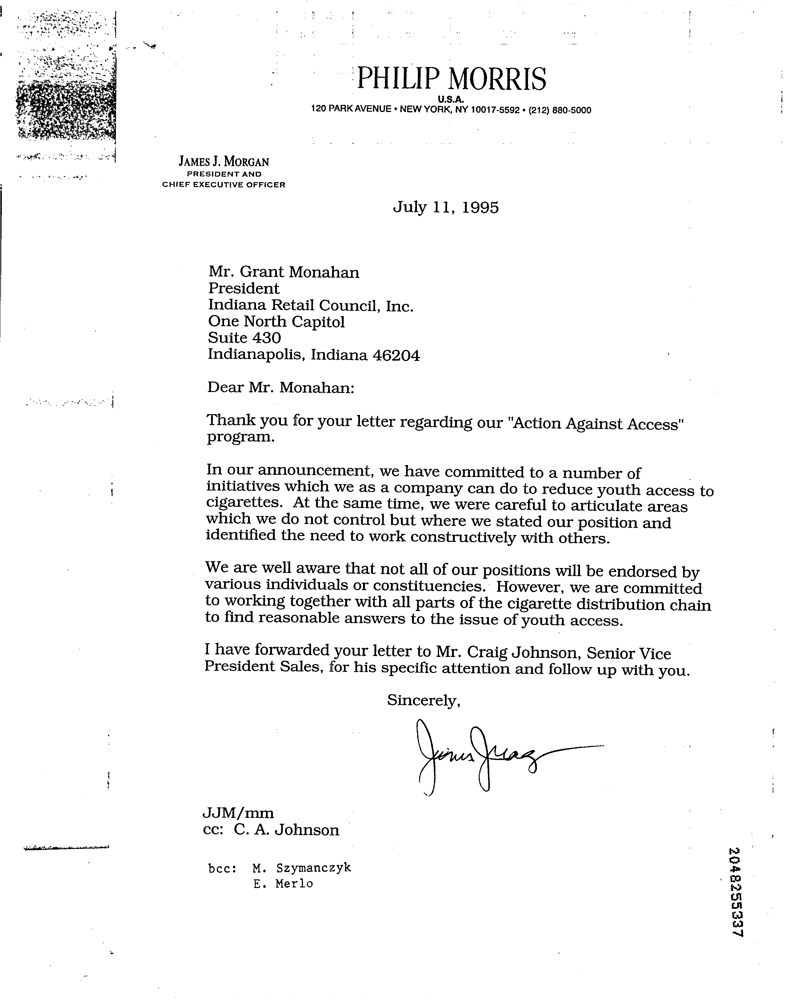 PHILIP MORRIS
U.S.A.
120 PARK AVENUE • NEW YORK, NY 10017-5592 • (212) 880-5000
JAMES J. MORGAN
PRESIDENT AND
CHIEF EXECUTIVE OFFICER
July 11, 1995
Mr. Grant Monahan
President
Indiana Retail Council, Inc.
One North Capitol
Suite 430
Indianapolis, Indiana 46204
Dear Mr. Monahan:
Thank you for your letter regarding our "Action Against Access"
program.
In our announcement, we have committed to a number of
initiatives which we as a company can do to reduce youth access to
cigarettes. At the same time, we were careful to articulate areas
which we do not control but where we stated our position and
identified the need to work constructively with others.
We are well aware that not all of our positions will be endorsed by
various individuals or constituencies. However, we are committed
to working together with all parts of the cigarette distribution chain
to find reasonable answers to the issue of youth access.
I have forwarded your letter to Mr. Craig Johnson, Senior Vice
President Sales, for his specific attention and follow up with you.
Sincerely,
JJM/mm
cc: C. A. Johnson
bcc: M. Szymanczyk
E. Merlo
2048255337